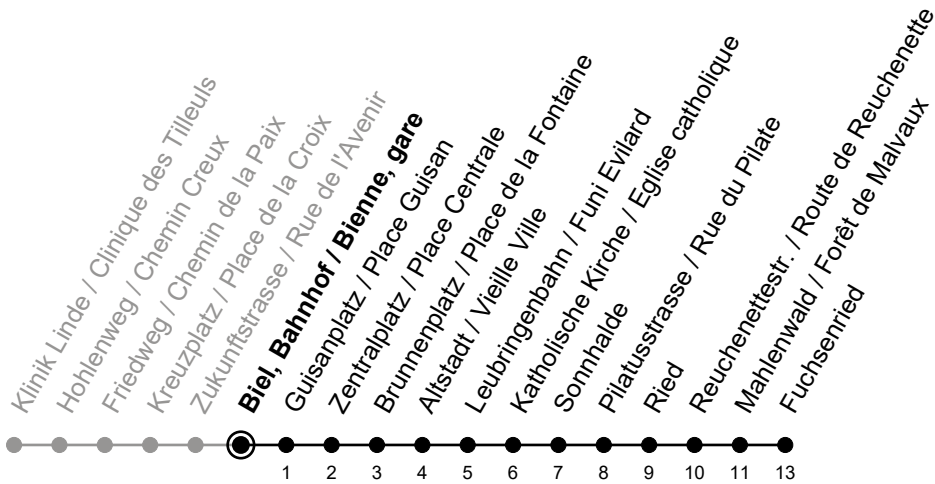 Klinik Linde / Clinique des Tilleuls
Hohlenweg / Chemin Creux
Friedweg / Chemin de la Paix
Kreuzplatz / Place de la Croix
Zukunftstrasse / Rue de l'Avenir
Biel, Bahnhof / Bienne, gare
Guisanplatz / Place Guisan
Zentralplatz / Place Centrale
Brunnenplatz / Place de la Fontaine
Altstadt / Vieille Ville
Leubringenbahn / Funi Evilard
Katholische Kirche / Eglise catholique
Sonnhalde
Pilatusstrasse / Rue du Pilate
Ried
Reuchenettestr. / Route de Reuchenette
Mahlenwald / Forêt de Malvaux
Fuchsenried
1 2 3 4 5 6 7 8 9 10 11 13